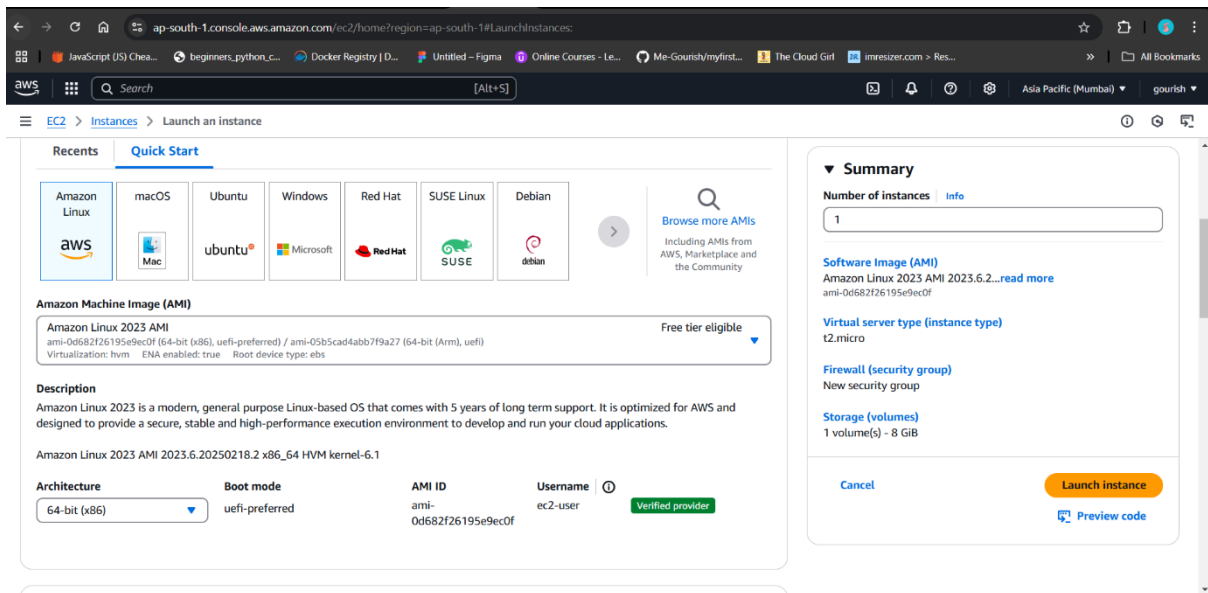 ap-south-1.console.aws.amazon.com/ec2/home?region=ap-south-1#LaunchInstances:
JavaScript (JS) Chea...
beginners_python_c...
Docker Registry | D...
Untitled – Figma
Online Courses - Le...
Me-Gourish/myfirst...
The Cloud Girl
imresizer.com > Res...
»
All Bookmarks
aws
Search
[Alt+S]
Asia Pacific (Mumbai)
gourish
EC2 > Instances > Launch an instance
Recents
Quick Start
Amazon
Linux
aws
macOS
Mac
Ubuntu
ubuntu
Windows
Microsoft
Red Hat
Red Hat
SUSE Linux
SUSE
Debian
debian
Browse more AMIs
Including AMIs from
AWS, Marketplace and
the Community
Amazon Machine Image (AMI)
Amazon Linux 2023 AMI
Free tier eligible
ami-0d682f26195e9ec0f (64-bit (x86), uefi-preferred) / ami-05b5cad4abb7f9a27 (64-bit (Arm), uefi)
Virtualization: hvm ENA enabled: true Root device type: ebs
Description
Amazon Linux 2023 is a modern, general purpose Linux-based OS that comes with 5 years of long term support. It is optimized for AWS and
designed to provide a secure, stable and high-performance execution environment to develop and run your cloud applications.
Amazon Linux 2023 AMI 2023.6.20250218.2 x86_64 HVM kernel-6.1
Architecture
64-bit (x86)
Boot mode
uefi-preferred
AMI ID
ami-
0d682f26195e9ec0f
Username
ec2-user
Verified provider
Summary
Number of instances
Info
1
Software Image (AMI)
Amazon Linux 2023 AMI 2023.6.2...read more
ami-0d682f26195e9ec0f
Virtual server type (instance type)
t2.micro
Firewall (security group)
New security group
Storage (volumes)
1 volume(s) - 8 GiB
Cancel
Launch instance
Preview code